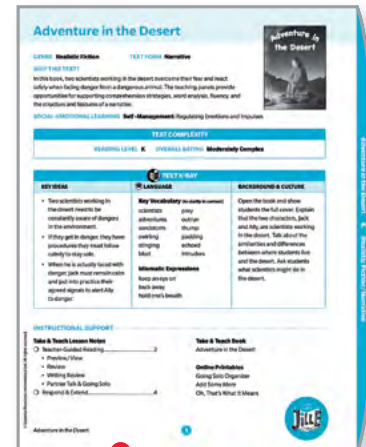 Adventure in the Desert
Adventure in
the Desert
GENRE Realistic Fiction TEXT FORM Narrative
WHY THIS TEXT?
In this book, two scientists working in the desert overcome their fear and react
safely when facing danger from a dangerous animal. The teaching panels provide
opportunities for supporting comprehension strategies, word analysis, fluency, and
the structure and features of a narrative.
SOCIAL-EMOTIONAL LEARNING Self-Management: Regulating Emotions and Impulses
TEXT COMPLEXITY
READING LEVEL K OVERALL RATING Moderately Complex
TEXT X-RAY
KEY IDEAS
• Two scientists working in
the desert need to be
constantly aware of dangers
in the environment.
• If they get in danger, they have
procedures they must follow
safely to stay safe.
• When he is actually faced with
danger, Jack must remain calm
and put into practice their
agreed signals to alert Ally
to danger.
LANGUAGE
Key Vocabulary
scientists prey
adventures outrun
sandstorm thump
swirling padding
stinging echoed
blast intruders
Idiomatic Expressions
keep an eye on
back away
hold one's breath
BACKGROUND & CULTURE
Open the book and show
students the full cover. Explain
that the two characters, Jack
and Ally, are scientists working
in the desert. Talk about the
similarities and differences
between where students live
and the desert. Ask students
what scientists might do in
the desert.
INSTRUCTIONAL SUPPORT
Take & Teach Lesson Notes
Teacher-Guided Reading 2
• Preview/View
• Review
• Writing Review
• Partner Talk & Going Solo
Respond & Extend 4
Take & Teach Book
Adventure in the Desert
Online Printables
Going Solo Organizer
Add Some More
Oh, That's What It Means
Adventure in the Desert
1
JillE
Adventure in the Desert K Realistic Fiction/Narrative